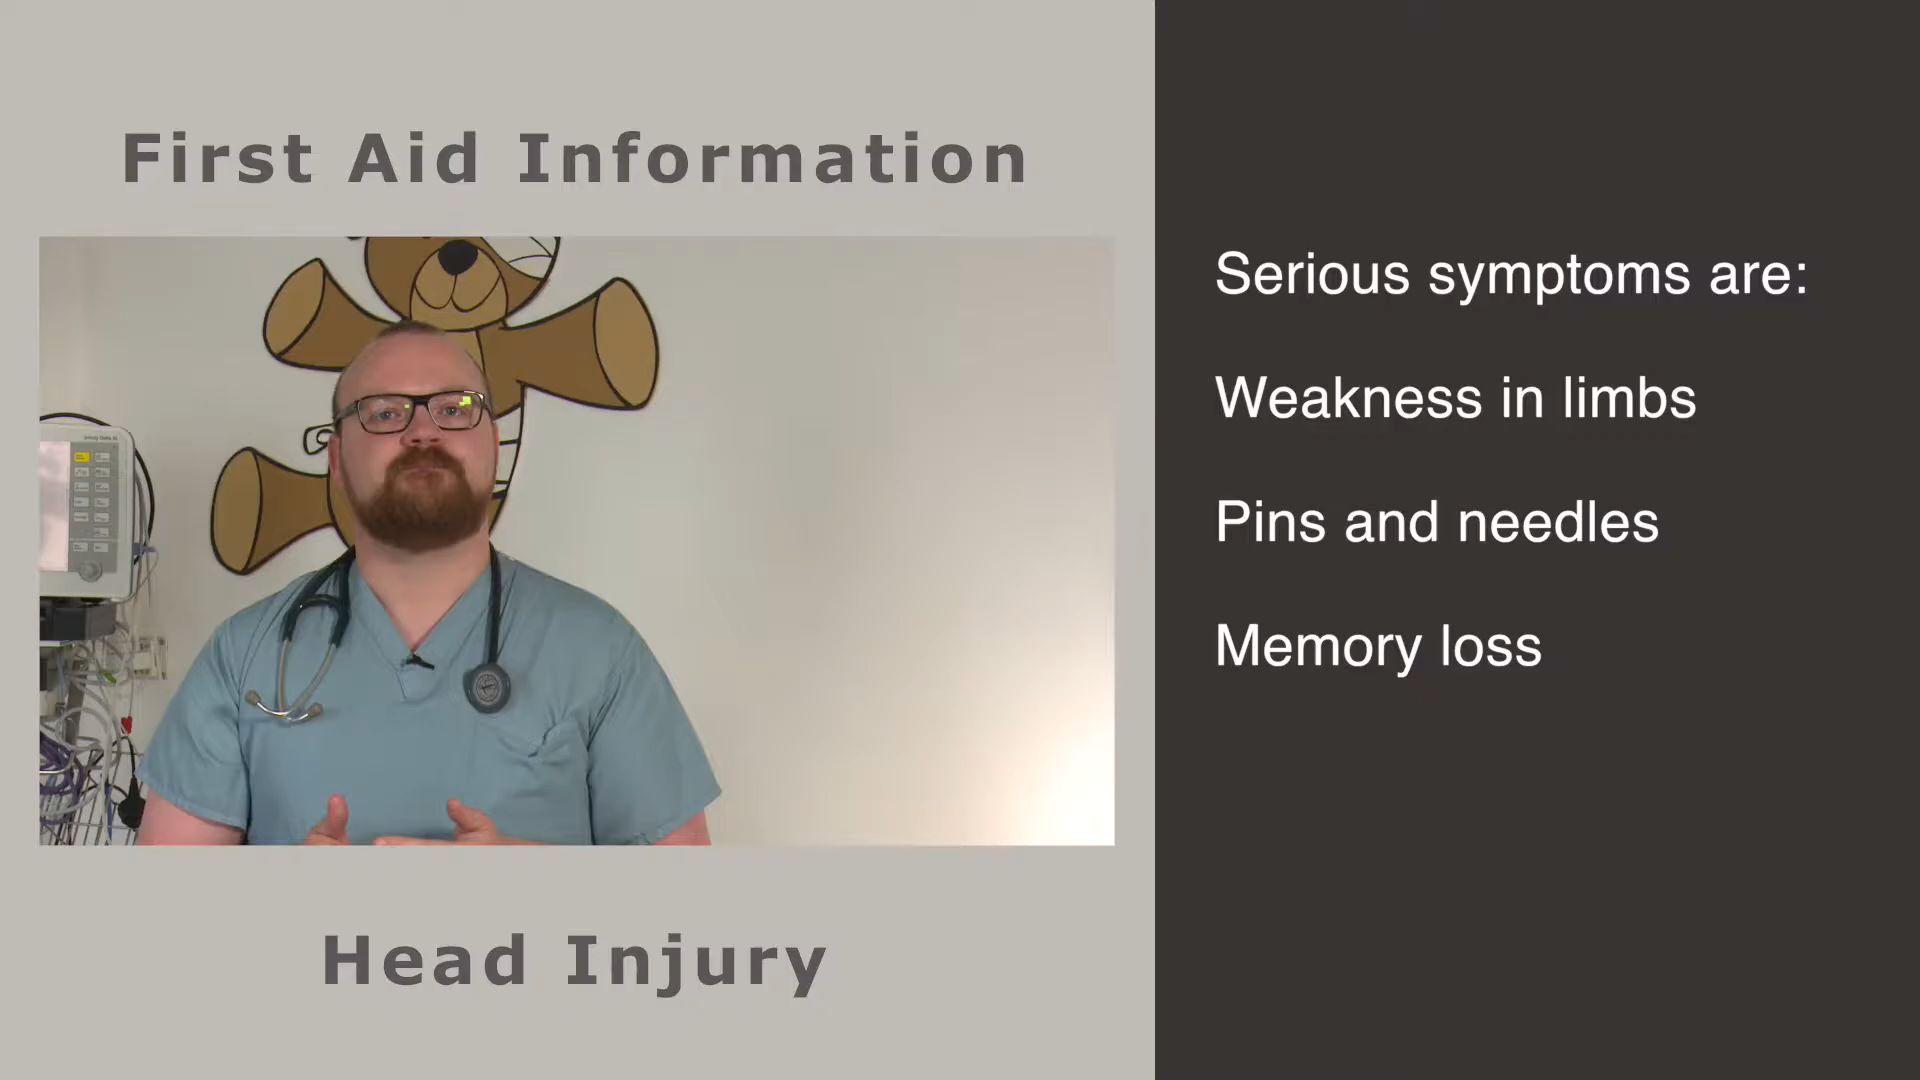 First Aid Information
Serious symptoms are:
Weakness in limbs
Pins and needles
Memory loss
Head Injury